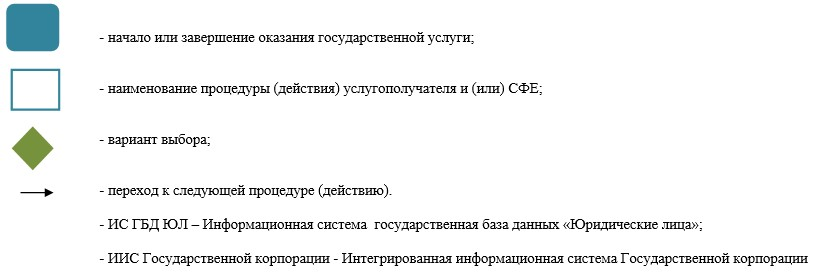 - начало или завершение оказания государственной услуги;
- наименование процедуры (действия) услугополучателя и (или) СФЕ;
- вариант выбора;
- переход к следующей процедуре (действию).
- ИС ГБД ЮЛ – Информационная система государственная база данных «Юридические лица»;
- ИИС Государственной корпорации - Интегрированная информационная система Государственной корпорации